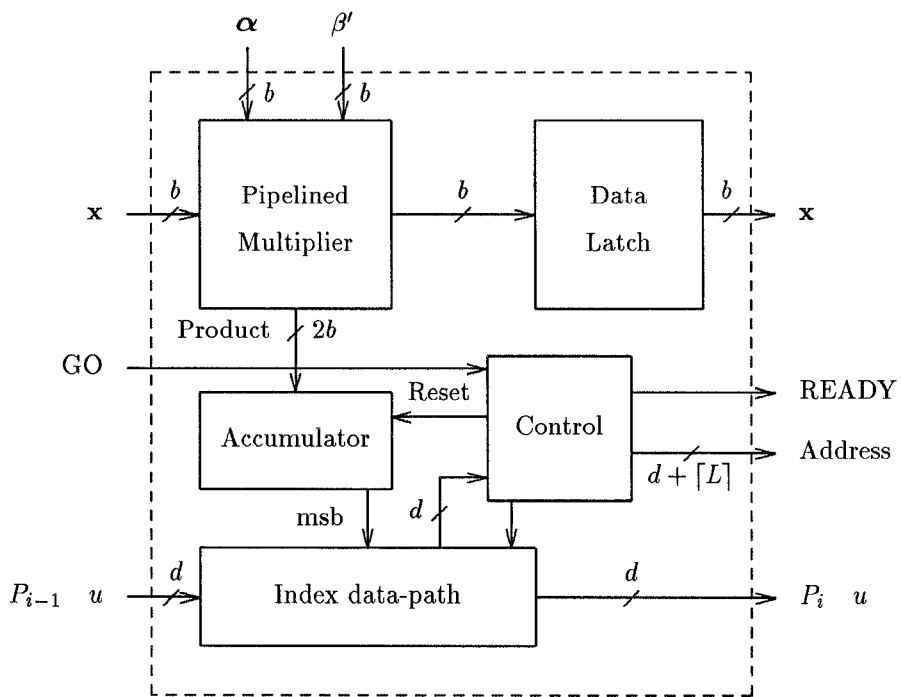 α β′
b b
Pipelined
Multiplier
Data
Latch
x b b b x
Product 2b
GO
Reset
READY
Accumulator
Control
Address
d + ⌈L⌉
msb d
P_{i−1} u d Index data-path d P_i u